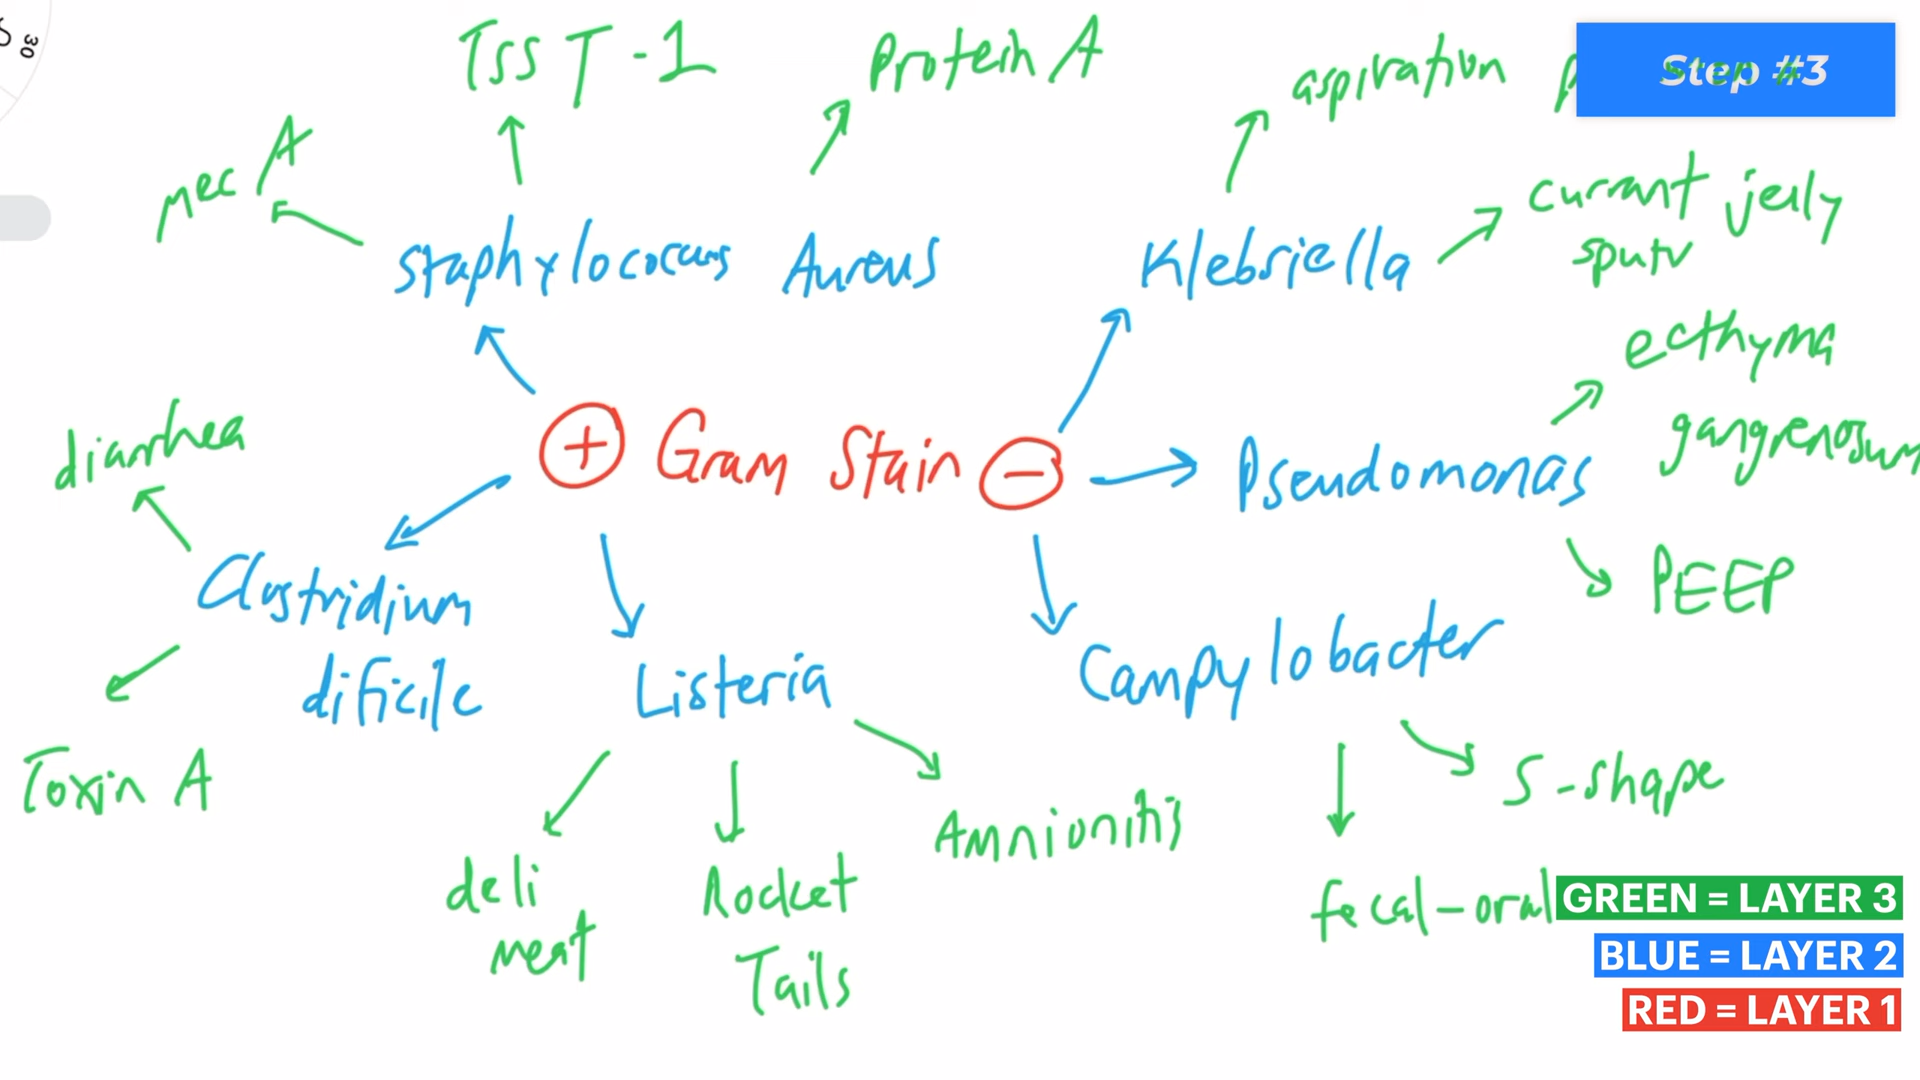 30
TSST-1
Protein A
aspiration
Step #3
mec A
currant jelly
sputv
Staphylococcus Aureus
Klebsiella
ecthyma
gangrenosum
diarrhea
+ Gram Stain −
Pseudomonas
PEEP
Clostridium
dificile
Listeria
Campylobacter
Toxin A
S-shape
Amnionitis
deli
meat
Rocket
Tails
fecal-oral
GREEN = LAYER 3
BLUE = LAYER 2
RED = LAYER 1